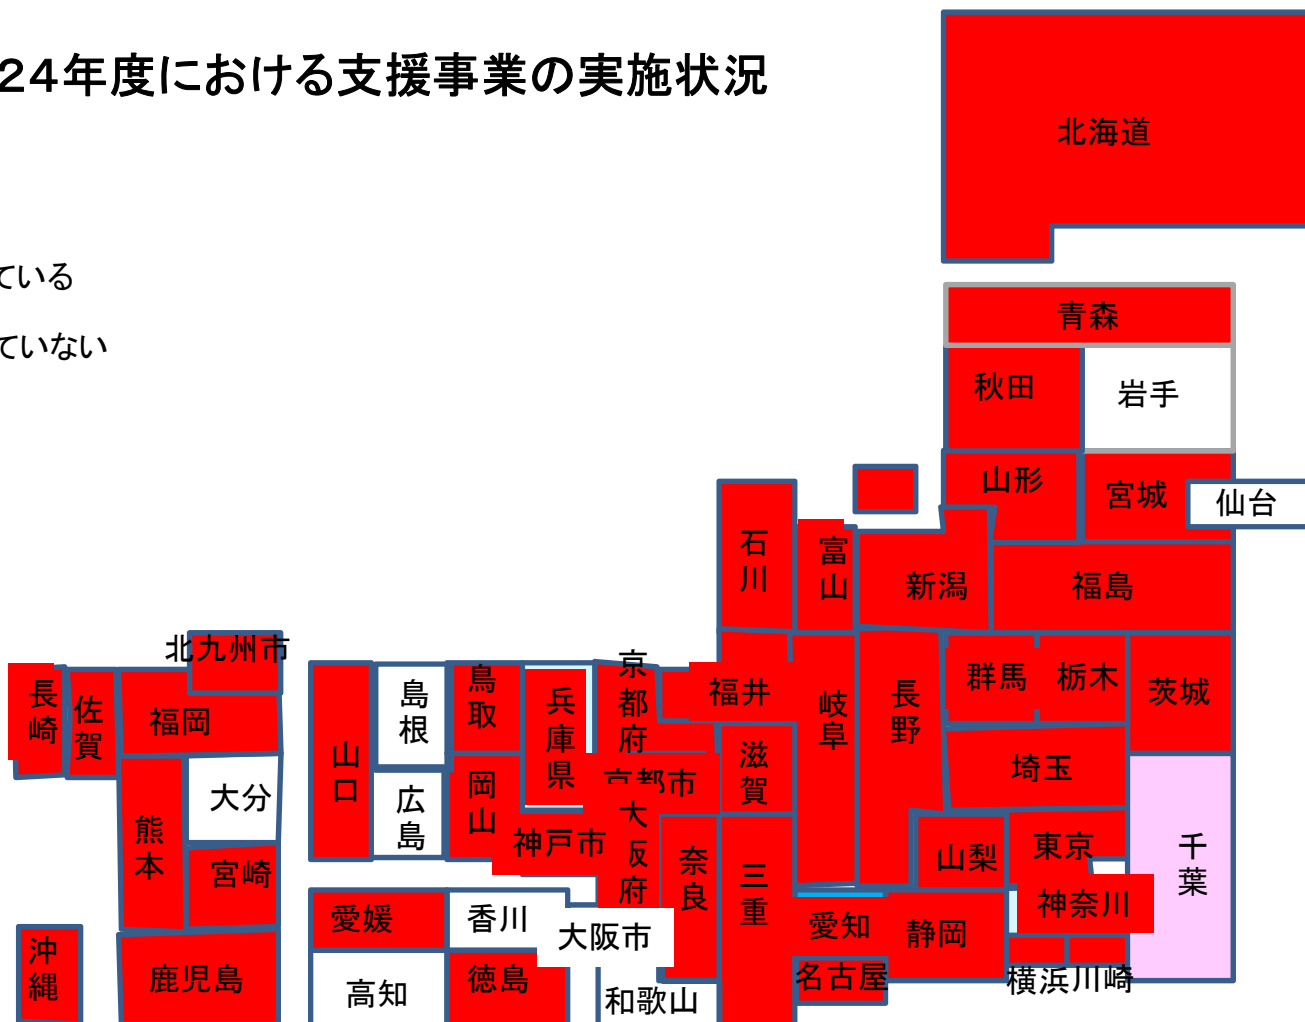 24年度における支援事業の実施状況
ている
ていない
北海道
青森
秋田
岩手
山形
宮城
仙台
石川
富山
新潟
福島
北九州市
長崎
佐賀
福岡
山口
島根
鳥取
兵庫県
京都府
福井
岐阜
長野
群馬
栃木
茨城
大分
熊本
宮崎
広島
岡山
神戸市
京都市
大阪府
滋賀
埼玉
奈良
三重
山梨
東京
千葉
神奈川
愛媛
香川
大阪市
愛知
静岡
沖縄
鹿児島
高知
徳島
和歌山
名古屋
横浜
川崎